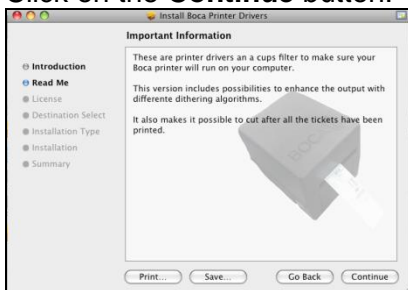 Click on the Continue button.
Install Boca Printer Drivers
Important Information
Introduction
Read Me
License
Destination Select
Installation Type
Installation
Summary
These are printer drivers an a cups filter to make sure your
Boca printer will run on your computer.
This version includes possibilities to enhance the output with
differente dithering algorithms.
It also makes it possible to cut after all the tickets have been
printed.
BOCA
Print...
Save...
Go Back
Continue